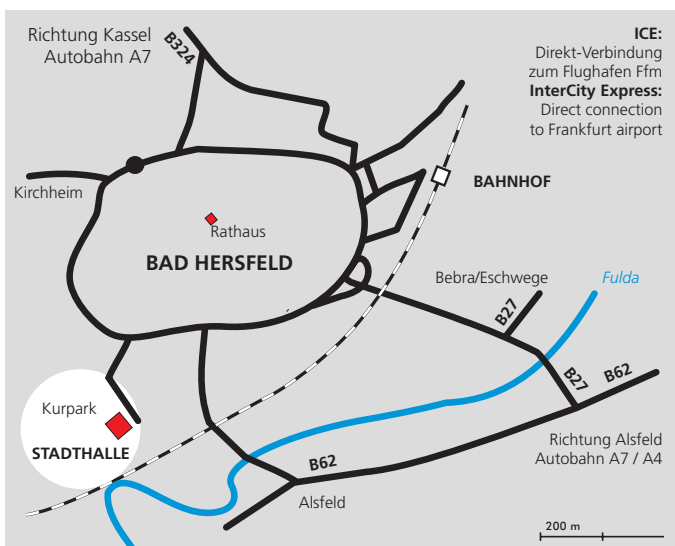 Richtung Kassel
Autobahn A7
B324
ICE:
Direkt-Verbindung
zum Flughafen Ffm
InterCity Express:
Direct connection
to Frankfurt airport
Kirchheim
BAHNHOF
Rathaus
BAD HERSFELD
Bebra/Eschwege
Fulda
B27
B27
B62
Kurpark
STADTHALLE
Richtung Alsfeld
Autobahn A7 / A4
B62
Alsfeld
200 m